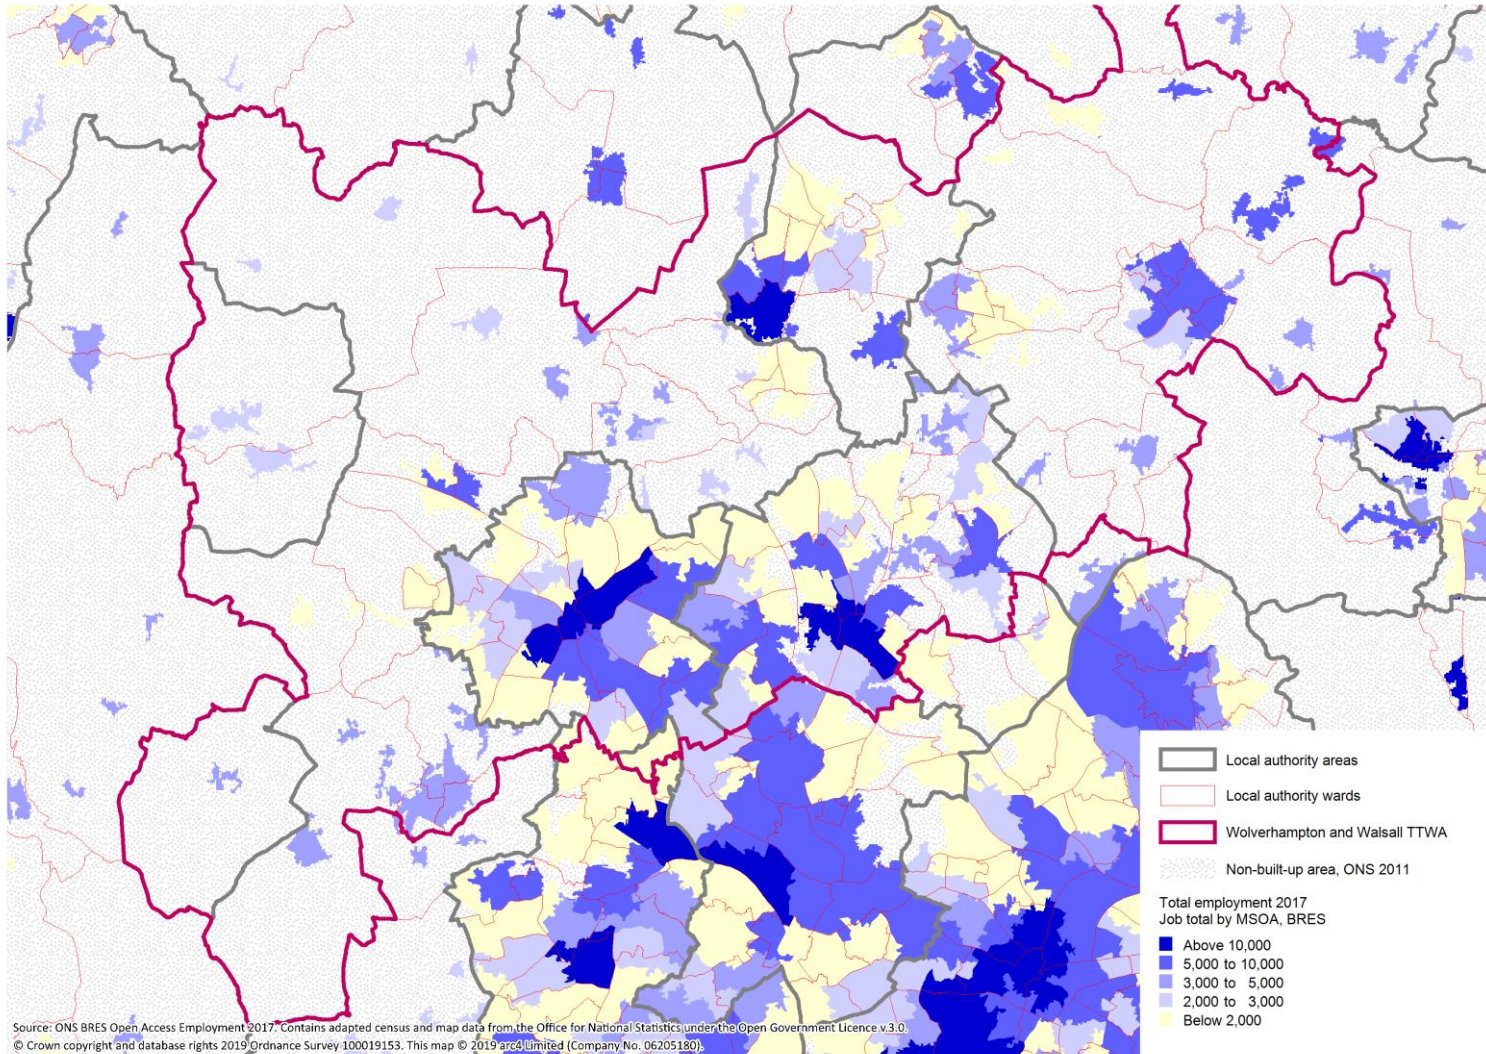 Local authority areas
Local authority wards
Wolverhampton and Walsall TTWA
Non-built-up area, ONS 2011
Total employment 2017
Job total by MSOA, BRES
Above 10,000
5,000 to 10,000
3,000 to 5,000
2,000 to 3,000
Below 2,000
Source: ONS BRES Open Access Employment 2017. Contains adapted census and map data from the Office for National Statistics under the Open Government Licence v.3.0.
© Crown copyright and database rights 2019 Ordnance Survey 100019153. This map © 2019 arc4 Limited (Company No. 06205180).